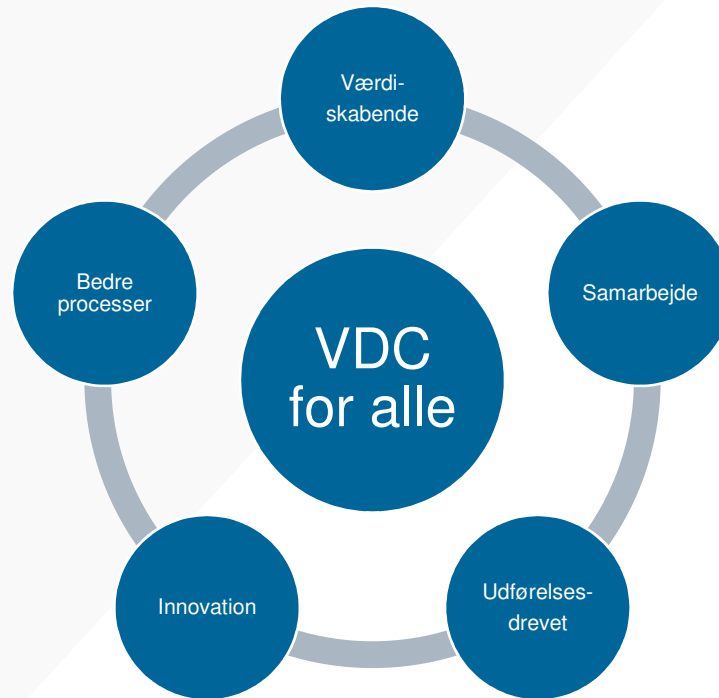 Værdi-
skabende
Samarbejde
Udførelses-
drevet
Innovation
Bedre
processer
VDC
for alle